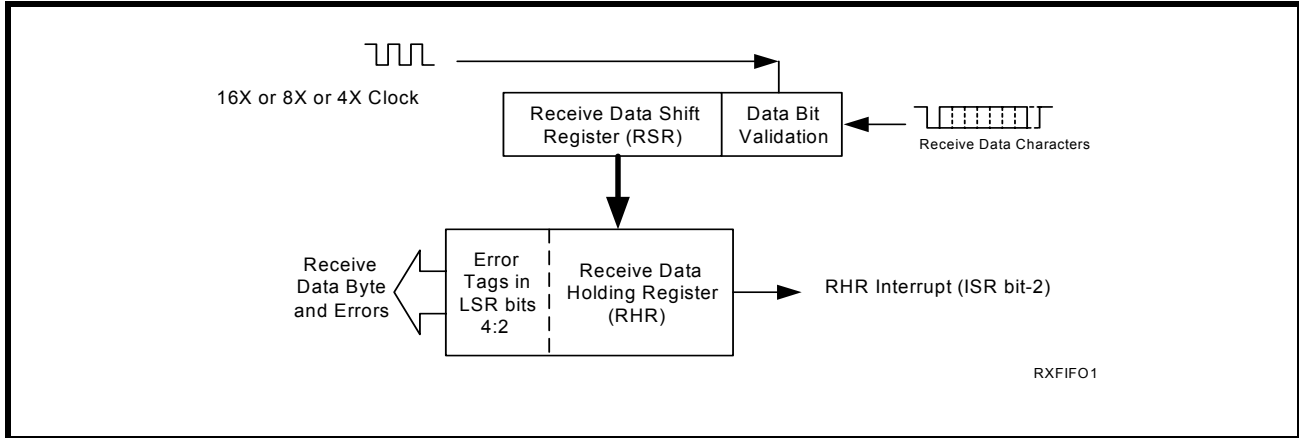 16X or 8X or 4X Clock
Receive Data Shift
Register (RSR)
Data Bit
Validation
Receive Data Characters
Receive
Data Byte
and Errors
Error
Tags in
LSR bits
4:2
Receive Data
Holding Register
(RHR)
RHR Interrupt (ISR bit-2)
RXFIFO1